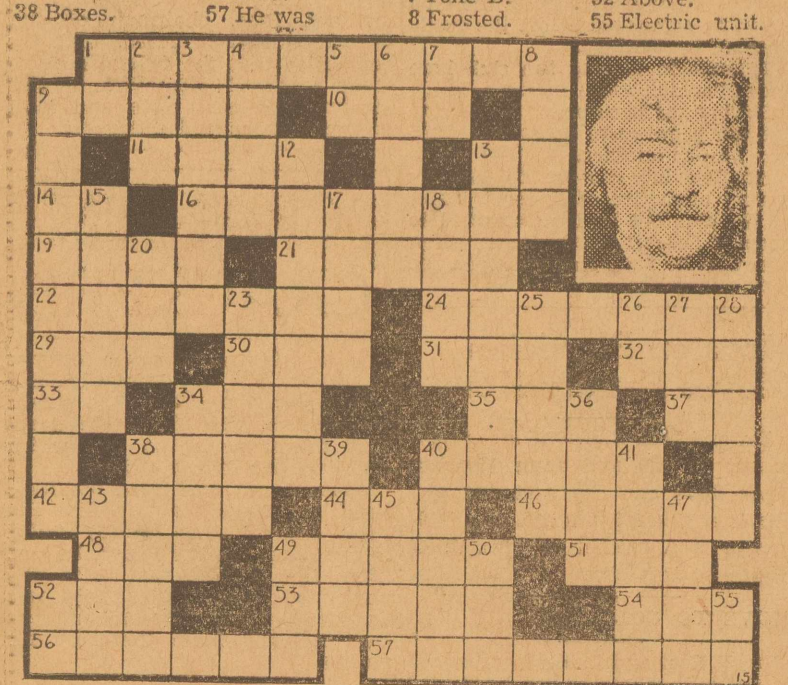 38 Boxes.
57 He was
8 Frosted.
55 Electric unit.
1 2 3 4 5 6 7 8
9 10
11 12 13
14 15 16 17 18
19 20 21
22 23 24 25 26 27 28
29 30 31 32
33 34 35 36 37
38 39 40 41
42 43 44 45 46 47
48 49 50 51
52 53 54 55
56 57
15